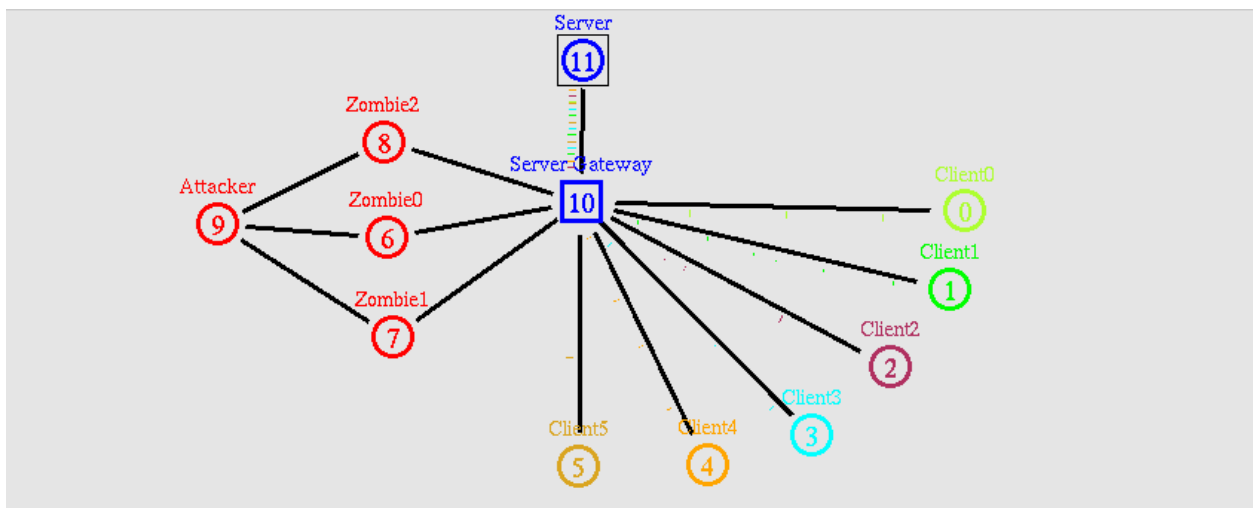 Server
11
Zombie2
8
Server Gateway
10
Attacker
9
Zombie0
6
Client0
0
Client1
1
Zombie1
7
Client2
2
Client3
3
Client5
5
Client4
4